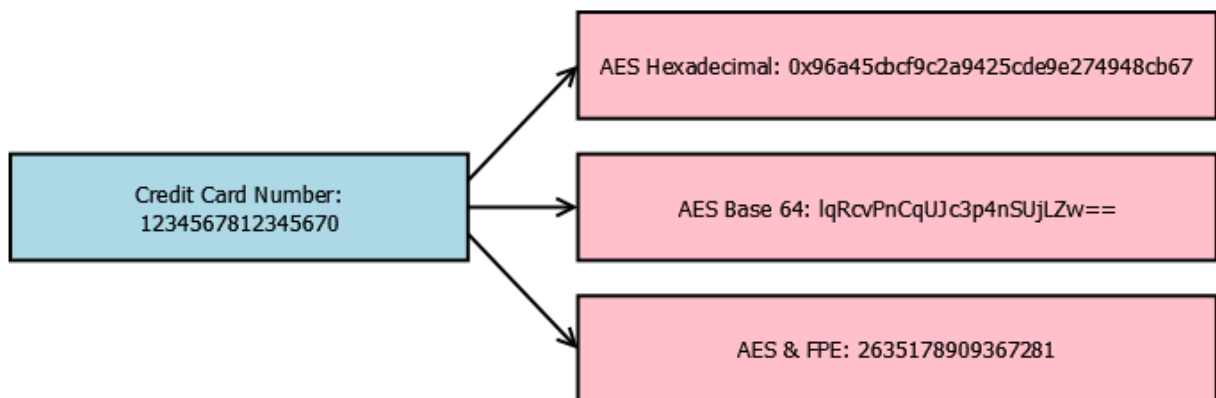 AES Hexadecimal: 0x96a45cbcf9c2a9425cde9e274948cb67
Credit Card Number:
1234567812345670
AES Base 64: lqRcvPnCqUJc3p4nSUjLZw==
AES & FPE: 2635178909367281